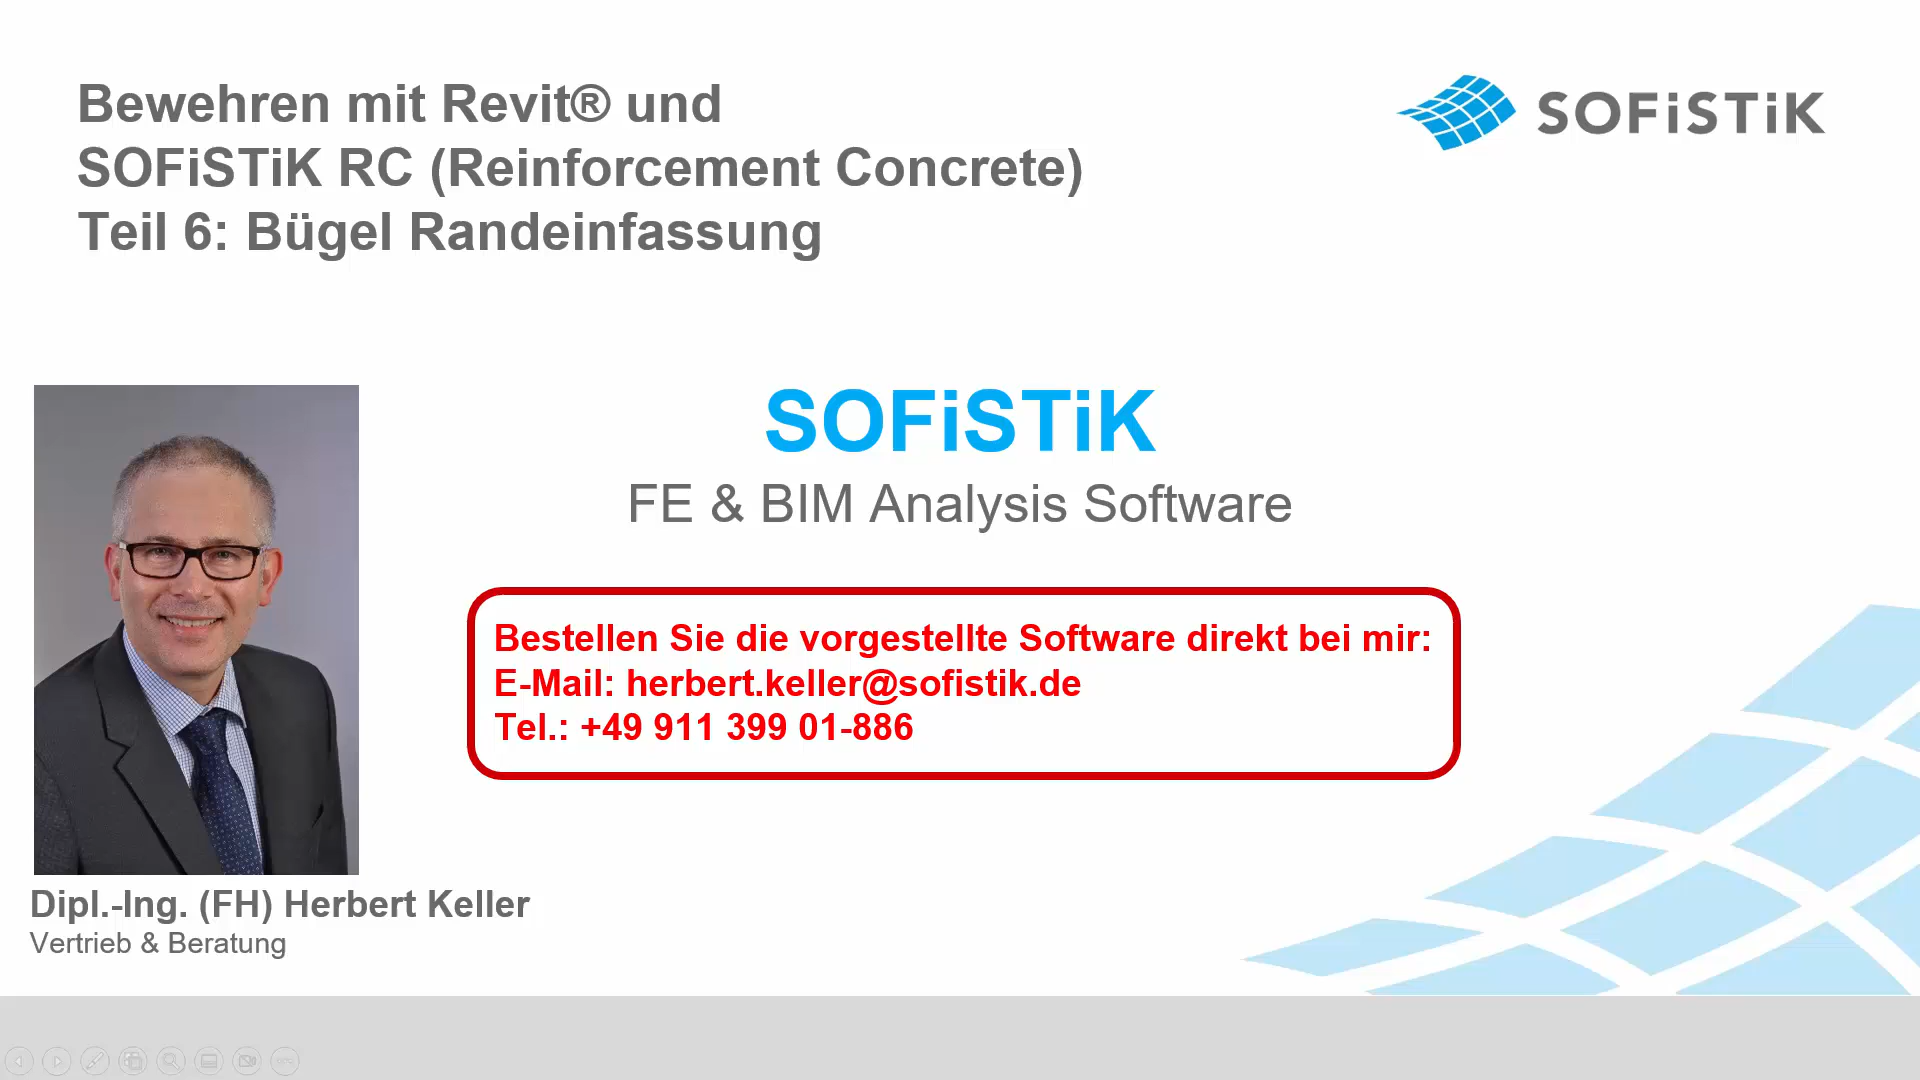 Bewehren mit Revit® und
SOFiSTiK RC (Reinforcement Concrete)
Teil 6: Bügel Randeinfassung
SOFiSTiK
SOFiSTiK
FE & BIM Analysis Software
Bestellen Sie die vorgestellte Software direkt bei mir:
E-Mail: herbert.keller@sofistik.de
Tel.: +49 911 399 01-886
Dipl.-Ing. (FH) Herbert Keller
Vertrieb & Beratung